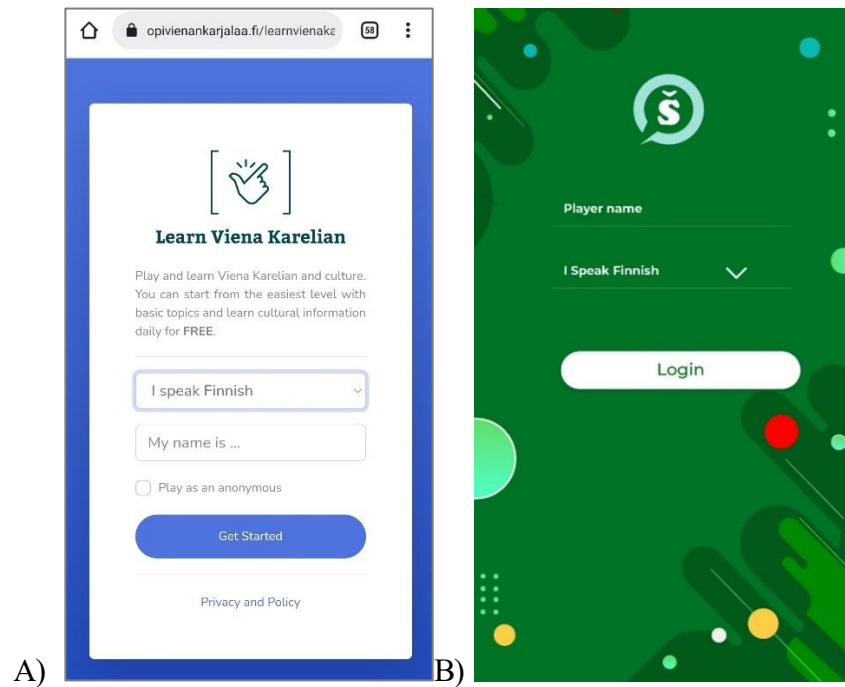 opivienankarjalaa.fi/learnvienaka
58
Learn Viena Karelian
Play and learn Viena Karelian and culture.
You can start from the easiest level with
basic topics and learn cultural information
daily for FREE.
I speak Finnish
My name is ...
Play as an anonymous
Get Started
Privacy and Policy
A)
š
Player name
I Speak Finnish
Login
B)